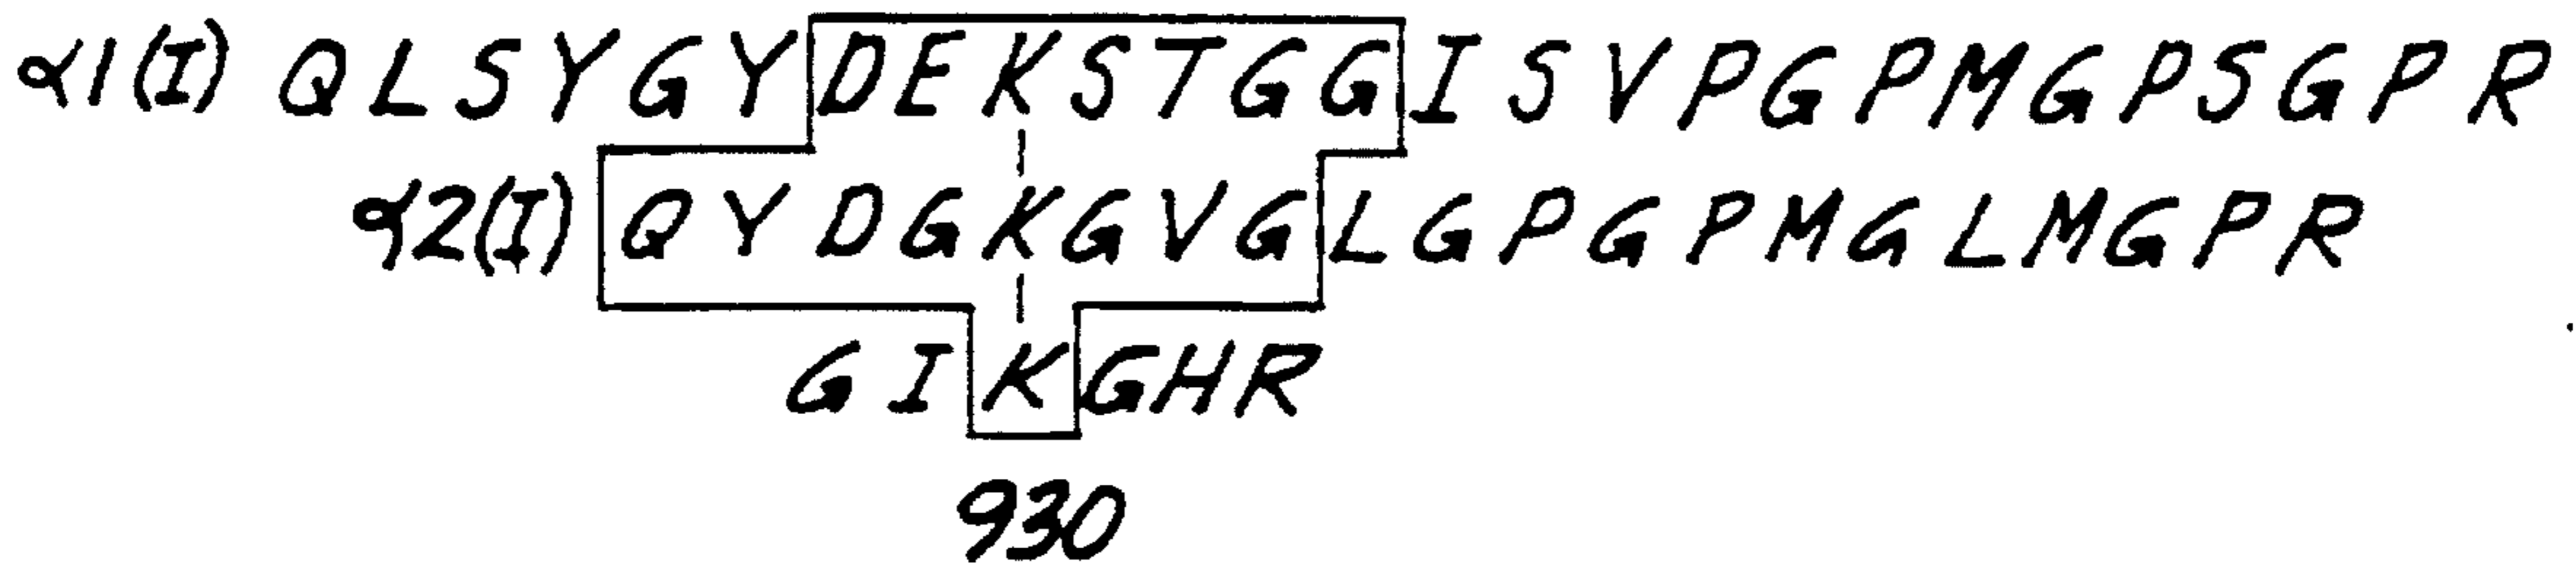 α1(I) QLSYGYDEKSTGGISVPGPMGPSGPR
α2(I) QYDGKGVGLGPGPMGLMGPR
GIKGHR
930